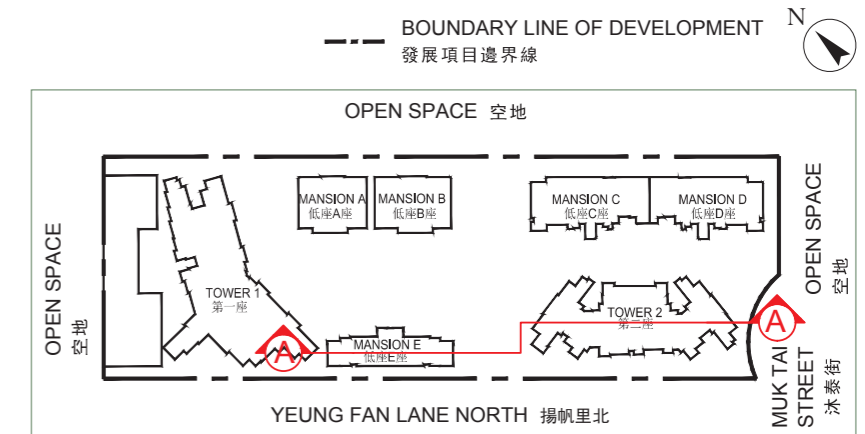 BOUNDARY LINE OF DEVELOPMENT
發展項目邊界線
N
OPEN SPACE 空地
MANSION A
低座A座
MANSION B
低座B座
MANSION C
低座C座
MANSION D
低座D座
OPEN SPACE
空地
OPEN SPACE
空地
TOWER 1
第一座
TOWER 2
第二座
A
A
MANSION E
低座E座
MUK TAI
STREET
沐泰街
YEUNG FAN LANE NORTH 揚帆里北